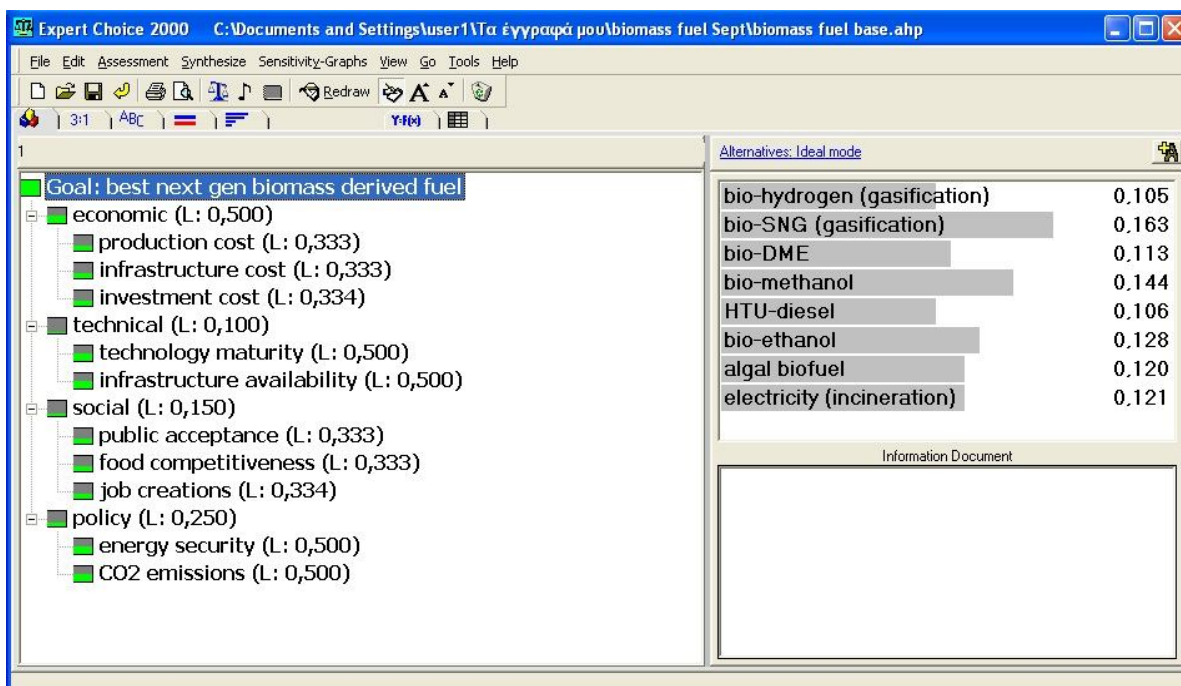 Expert Choice 2000 C:\Documents and Settings\user1\Τα έγγραφά μου\biomass fuel Sept\biomass fuel base.ahp
File Edit Assessment Synthesize Sensitivity-Graphs View Go Tools Help
Redraw A A
3:1 ABC Y=F(x)
1
Goal: best next gen biomass derived fuel
economic (L: 0,500)
production cost (L: 0,333)
infrastructure cost (L: 0,333)
investment cost (L: 0,334)
technical (L: 0,100)
technology maturity (L: 0,500)
infrastructure availability (L: 0,500)
social (L: 0,150)
public acceptance (L: 0,333)
food competitiveness (L: 0,333)
job creations (L: 0,334)
policy (L: 0,250)
energy security (L: 0,500)
CO2 emissions (L: 0,500)
Alternatives: Ideal mode
bio-hydrogen (gasification) 0,105
bio-SNG (gasification) 0,163
bio-DME 0,113
bio-methanol 0,144
HTU-diesel 0,106
bio-ethanol 0,128
algal biofuel 0,120
electricity (incineration) 0,121
Information Document